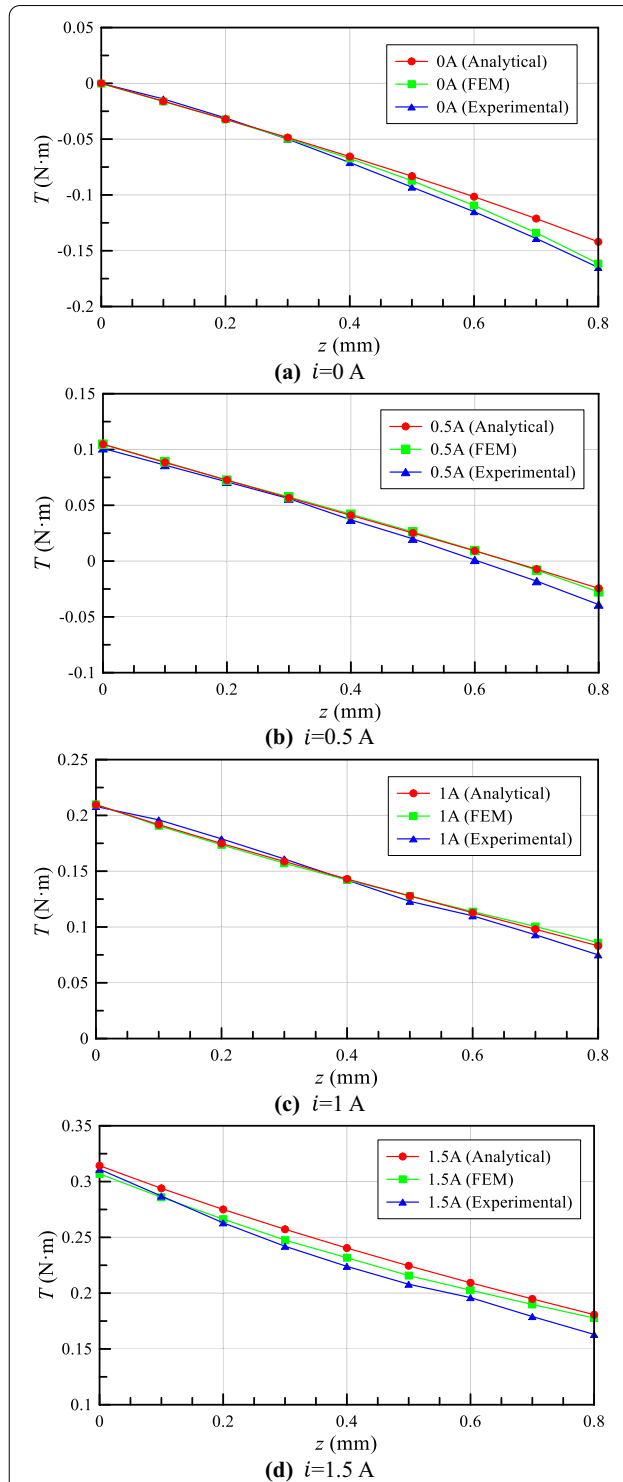 0.05
0
-0.05
-0.1
-0.15
-0.2
T (N·m)
0A (Analytical)
0A (FEM)
0A (Experimental)
0 0.2 0.4 0.6 0.8
z (mm)
(a) i=0 A
0.15
0.1
0.05
0
-0.05
-0.1
T (N·m)
0.5A (Analytical)
0.5A (FEM)
0.5A (Experimental)
0 0.2 0.4 0.6 0.8
z (mm)
(b) i=0.5 A
0.25
0.2
0.15
0.1
0.05
0
T (N·m)
1A (Analytical)
1A (FEM)
1A (Experimental)
0 0.2 0.4 0.6 0.8
z (mm)
(c) i=1 A
0.35
0.3
0.25
0.2
0.15
0.1
T (N·m)
1.5A (Analytical)
1.5A (FEM)
1.5A (Experimental)
0 0.2 0.4 0.6 0.8
z (mm)
(d) i=1.5 A